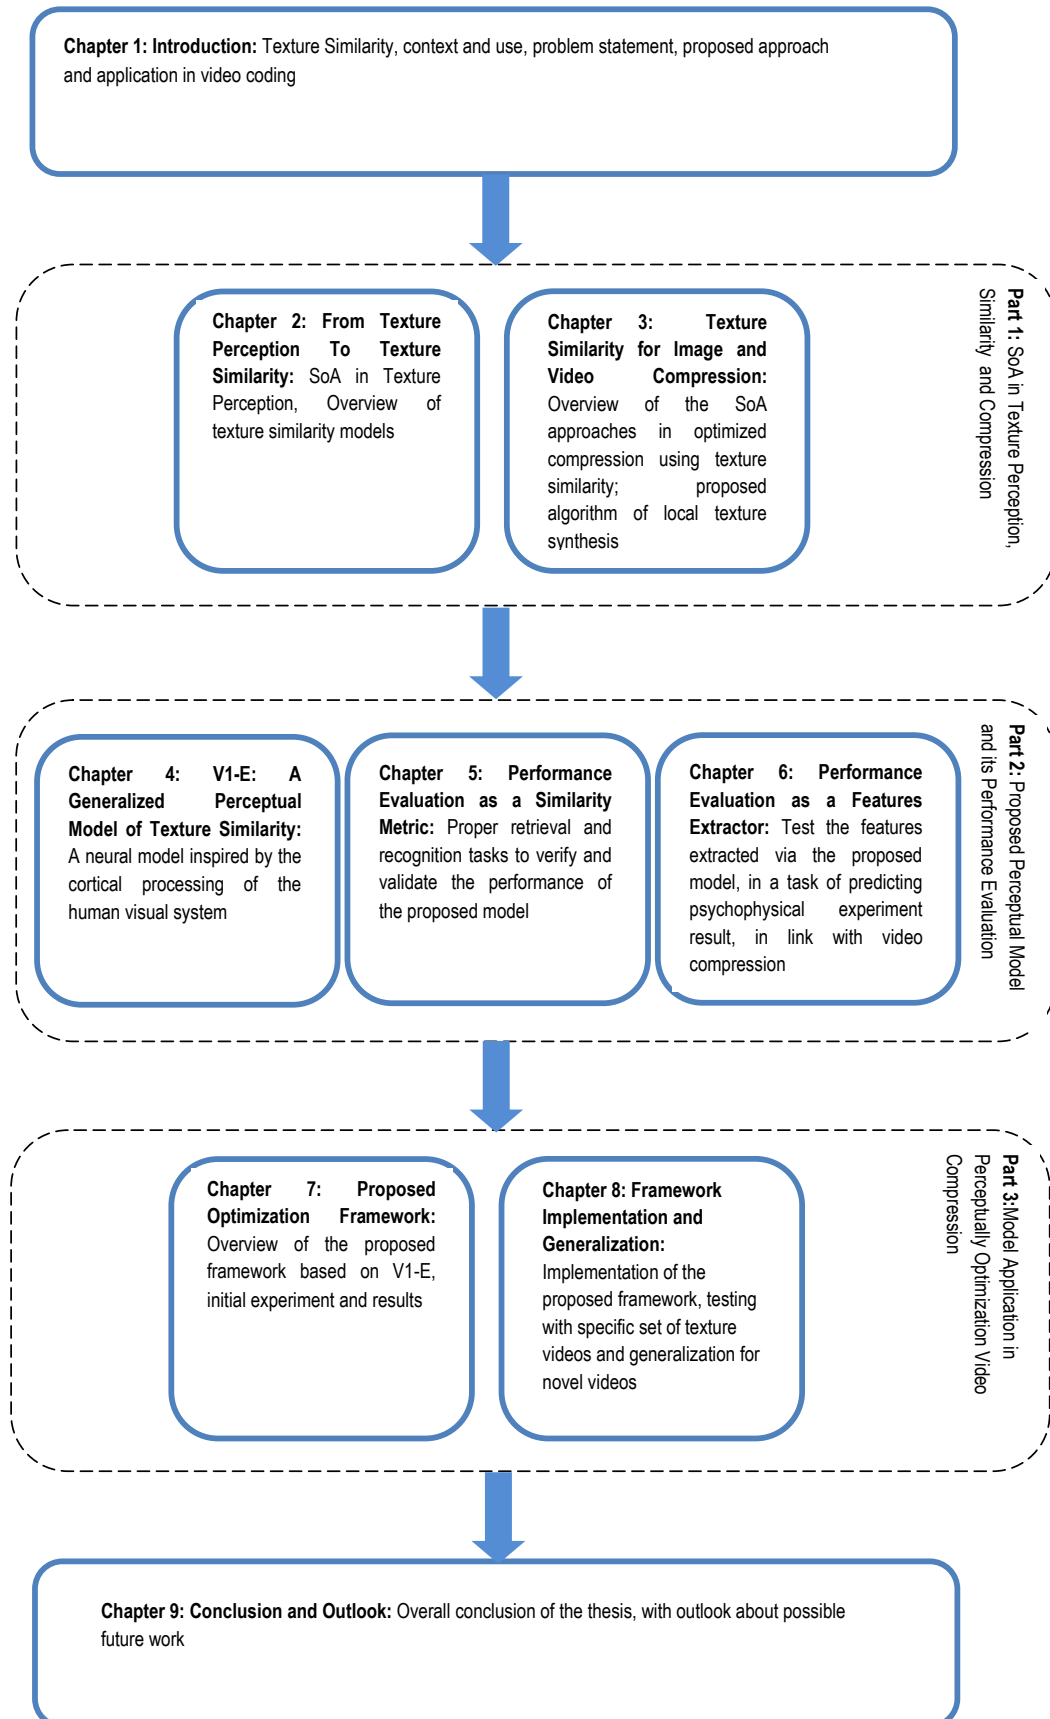 Chapter 1: Introduction: Texture Similarity, context and use, problem statement, proposed approach
and application in video coding
Part 1: SoA in Texture Perception,
Similarity and Compression
Chapter 2: From Texture
Perception To Texture
Similarity: SoA in Texture
Perception, Overview of
texture similarity models
Chapter 3: Texture
Similarity for Image and
Video Compression:
Overview of the SoA
approaches in optimized
compression using texture
similarity; proposed
algorithm of local texture
synthesis
Part 2: Proposed Perceptual Model
and its Performance Evaluation
Chapter 4: V1-E: A
Generalized Perceptual
Model of Texture Similarity:
A neural model inspired by the
cortical processing of the
human visual system
Chapter 5: Performance
Evaluation as a Similarity
Metric: Proper retrieval and
recognition tasks to verify and
validate the performance of
the proposed model
Chapter 6: Performance
Evaluation as a Features
Extractor: Test the features
extracted via the proposed
model, in a task of predicting
psychophysical experiment
result, in link with video
compression
Part 3:Model Application in
Perceptually Optimization Video
Compression
Chapter 7: Proposed
Optimization Framework:
Overview of the proposed
framework based on V1-E,
initial experiment and results
Chapter 8: Framework
Implementation and
Generalization:
Implementation of the
proposed framework, testing
with specific set of texture
videos and generalization for
novel videos
Chapter 9: Conclusion and Outlook: Overall conclusion of the thesis, with outlook about possible
future work